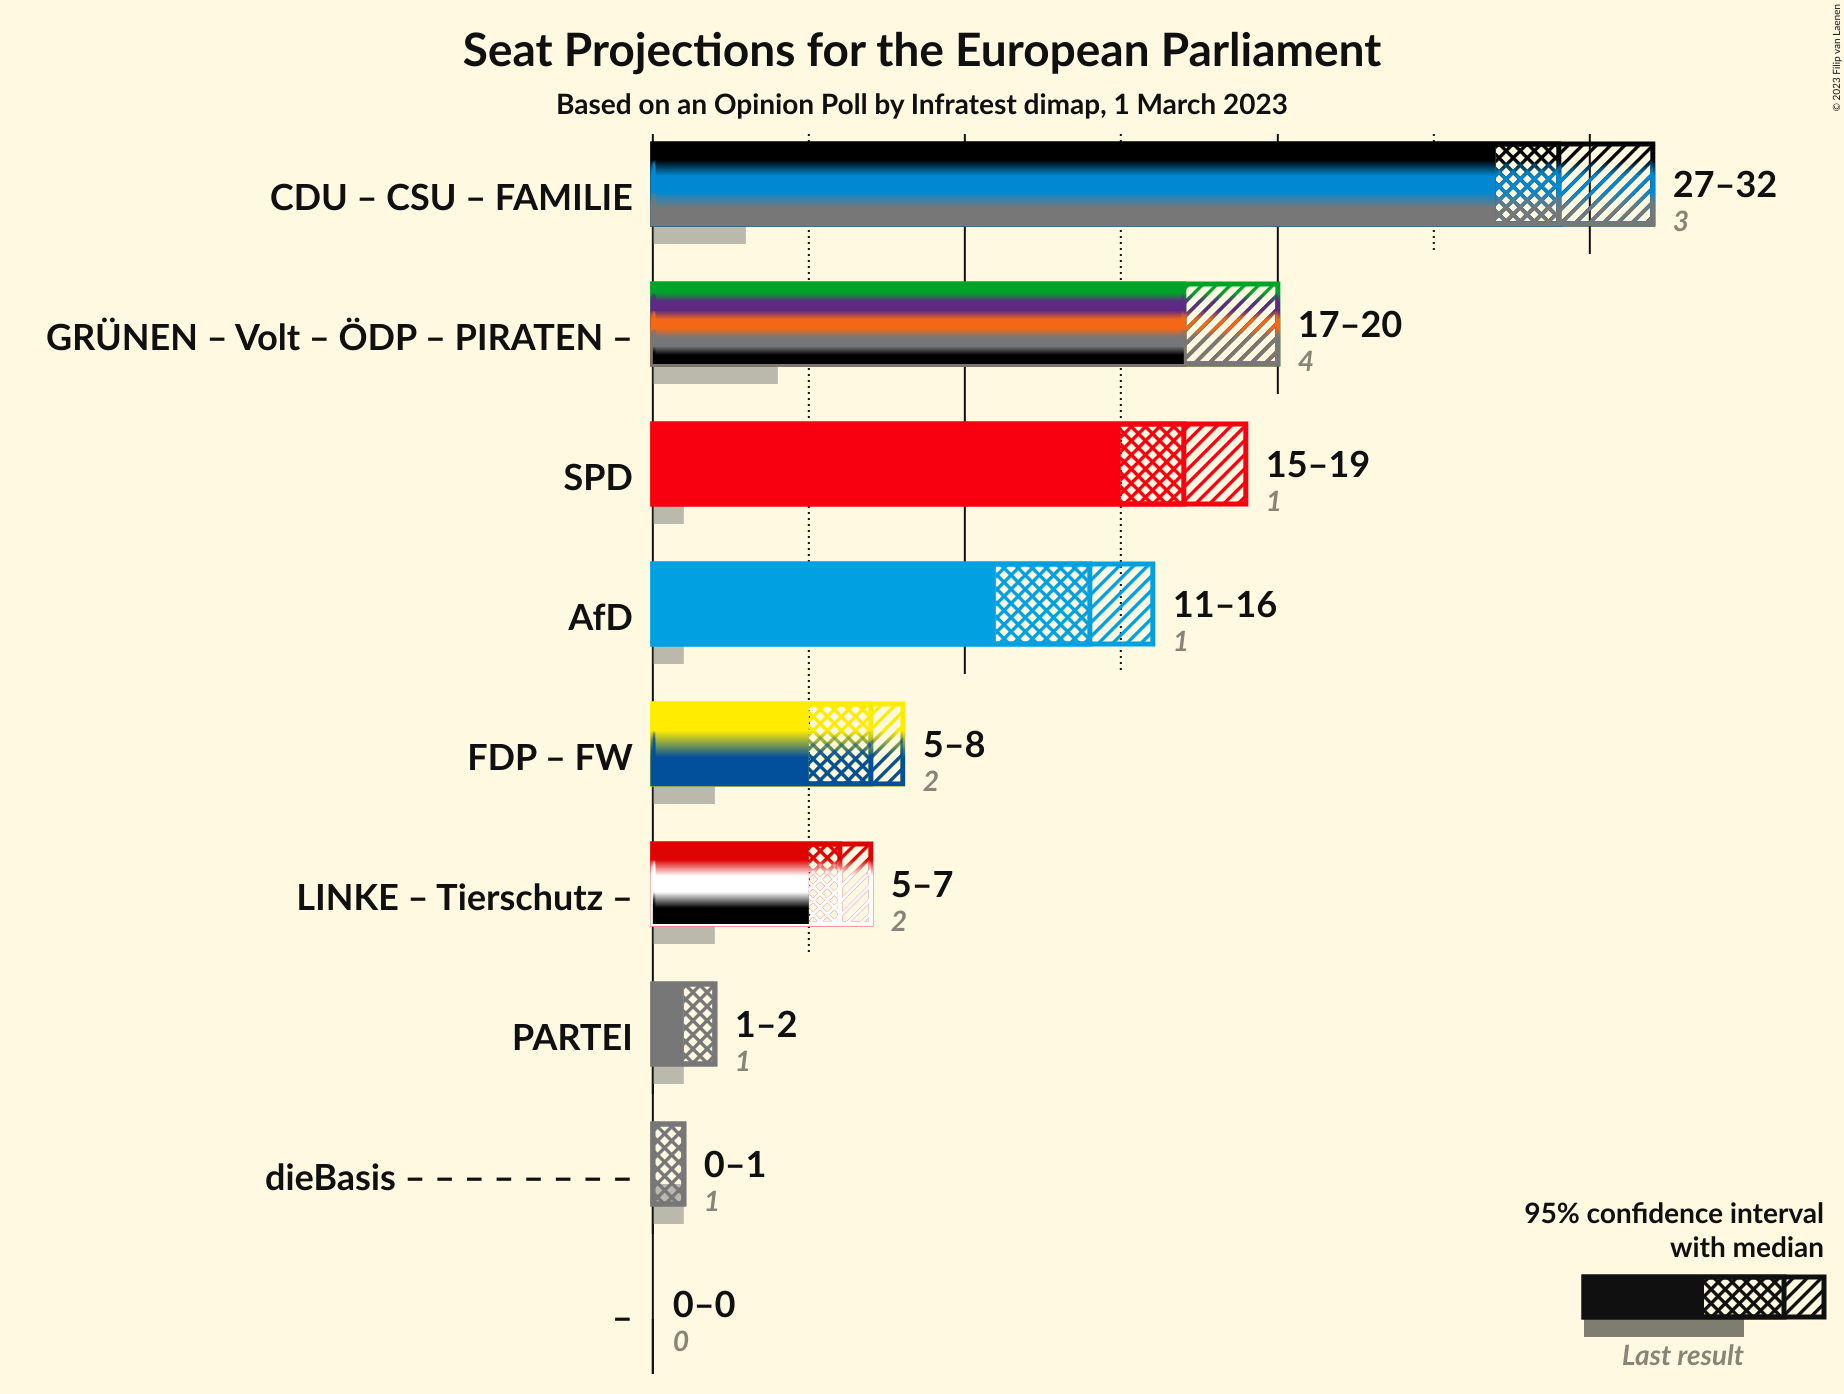 Seat Projections for the European Parliament
Based on an Opinion Poll by Infratest dimap, 1 March 2023
© 2023 Filip van Laenen
CDU – CSU – FAMILIE
27–32
3
GRÜNEN – Volt – ÖDP – PIRATEN –
17–20
4
SPD
15–19
1
AfD
11–16
1
FDP – FW
5–8
2
LINKE – Tierschutz –
5–7
2
PARTEI
1–2
1
dieBasis – – – – – – – –
0–1
1
–
0–0
0
95% confidence interval
with median
Last result